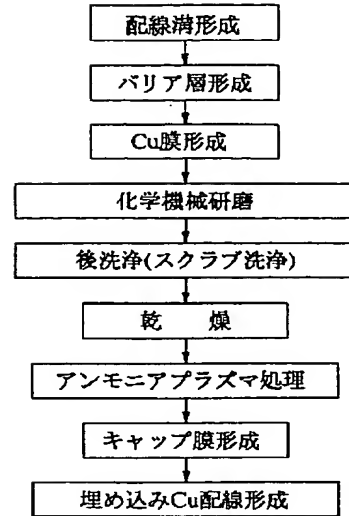 配線溝形成
バリア層形成
Cu膜形成
化学機械研磨
後洗浄(スクラブ洗浄)
乾　　燥
アンモニアプラズマ処理
キャップ膜形成
埋め込みCu配線形成